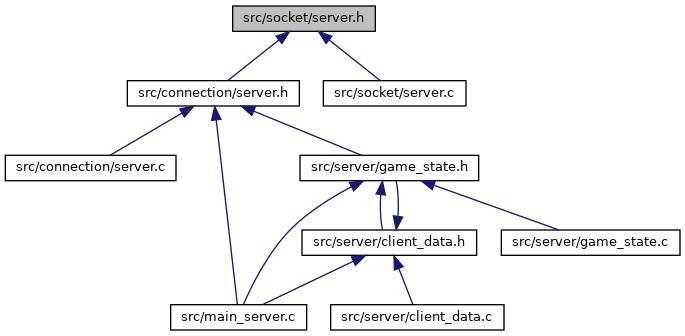 src/socket/server.h
src/connection/server.h
src/socket/server.c
src/connection/server.c
src/server/game_state.h
src/server/client_data.h
src/server/game_state.c
src/main_server.c
src/server/client_data.c